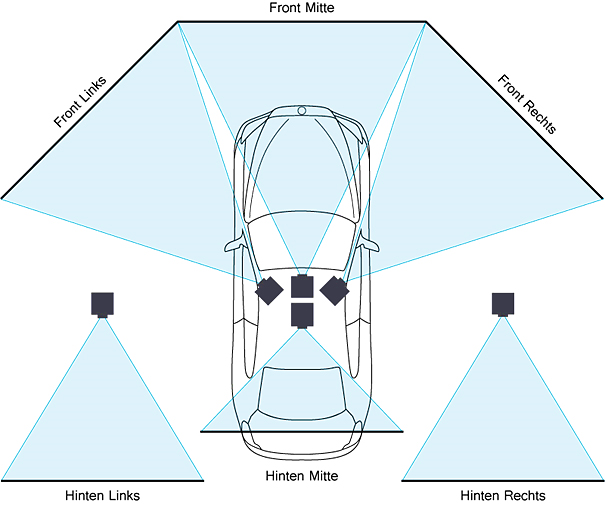 Front Mitte
Front Links
Front Rechts
Hinten Mitte
Hinten Links
Hinten Rechts